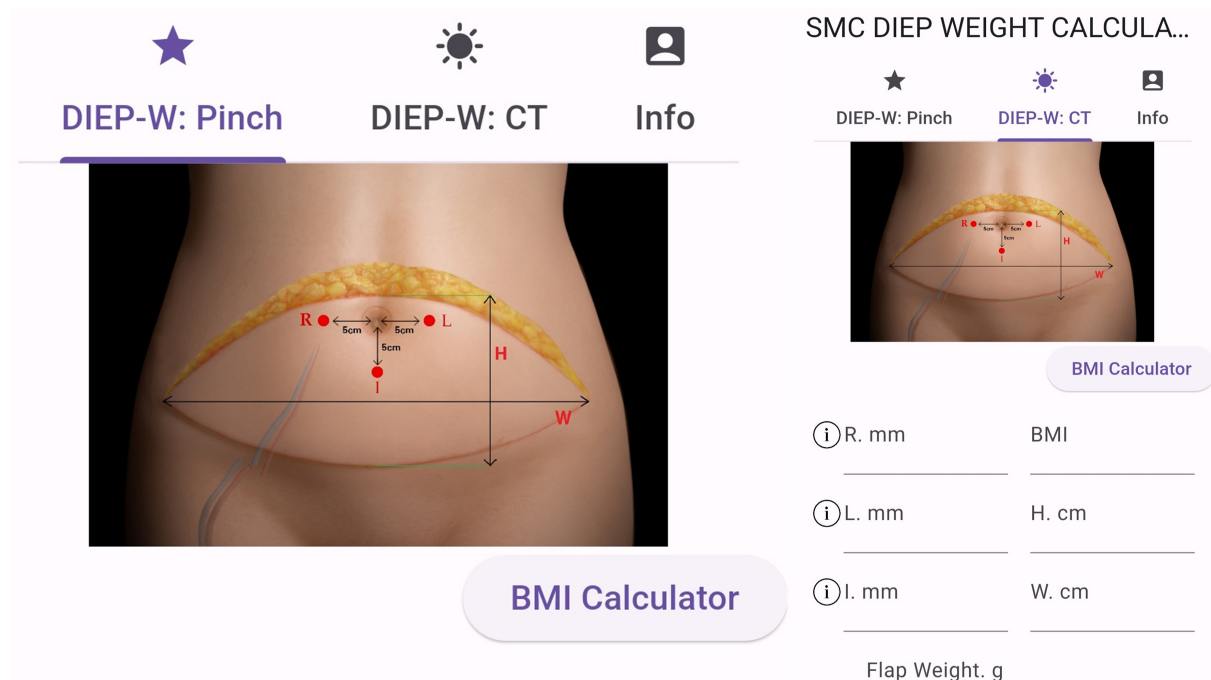 DIEP-W: Pinch
DIEP-W: CT
Info
R
5cm
5cm
L
5cm
I
H
W
BMI Calculator
SMC DIEP WEIGHT CALCULA...
DIEP-W: Pinch
DIEP-W: CT
Info
R
5cm
5cm
L
5cm
I
H
W
BMI Calculator
i R. mm
BMI
i L. mm
H. cm
i I. mm
W. cm
Flap Weight. g